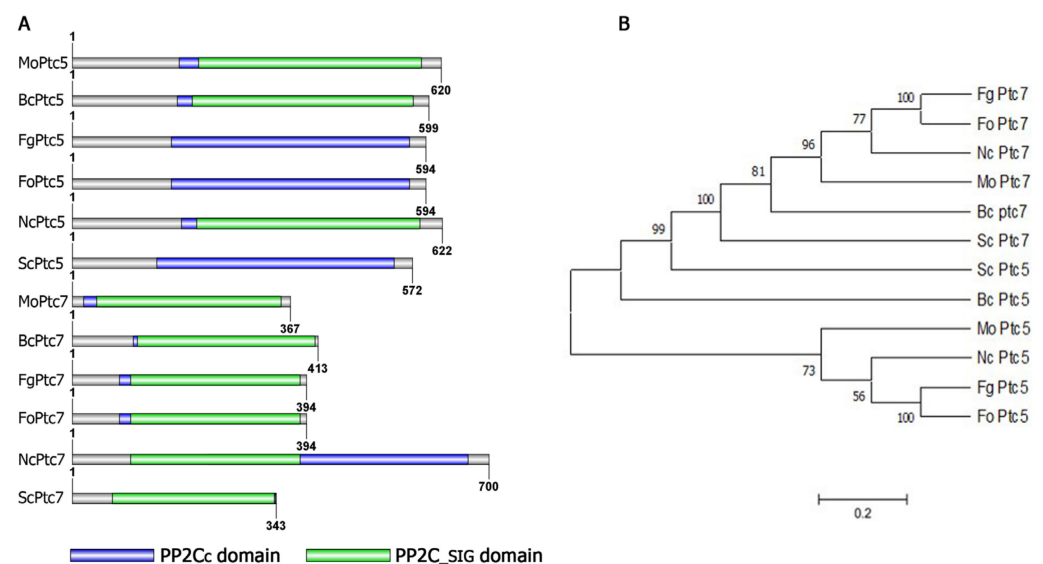 A
1
MoPtc5
620
1
BcPtc5
599
1
FgPtc5
594
1
FoPtc5
594
1
NcPtc5
622
1
ScPtc5
572
1
MoPtc7
367
1
BcPtc7
413
1
FgPtc7
394
1
FoPtc7
394
1
NcPtc7
700
1
ScPtc7
343
PP2Cc domain
PP2C_SIG domain
B
Fg Ptc7
Fo Ptc7
Nc Ptc7
Mo Ptc7
Bc ptc7
Sc Ptc7
Sc Ptc5
Bc Ptc5
Mo Ptc5
Nc Ptc5
Fg Ptc5
Fo Ptc5
100
77
96
81
100
99
73
56
100
0.2